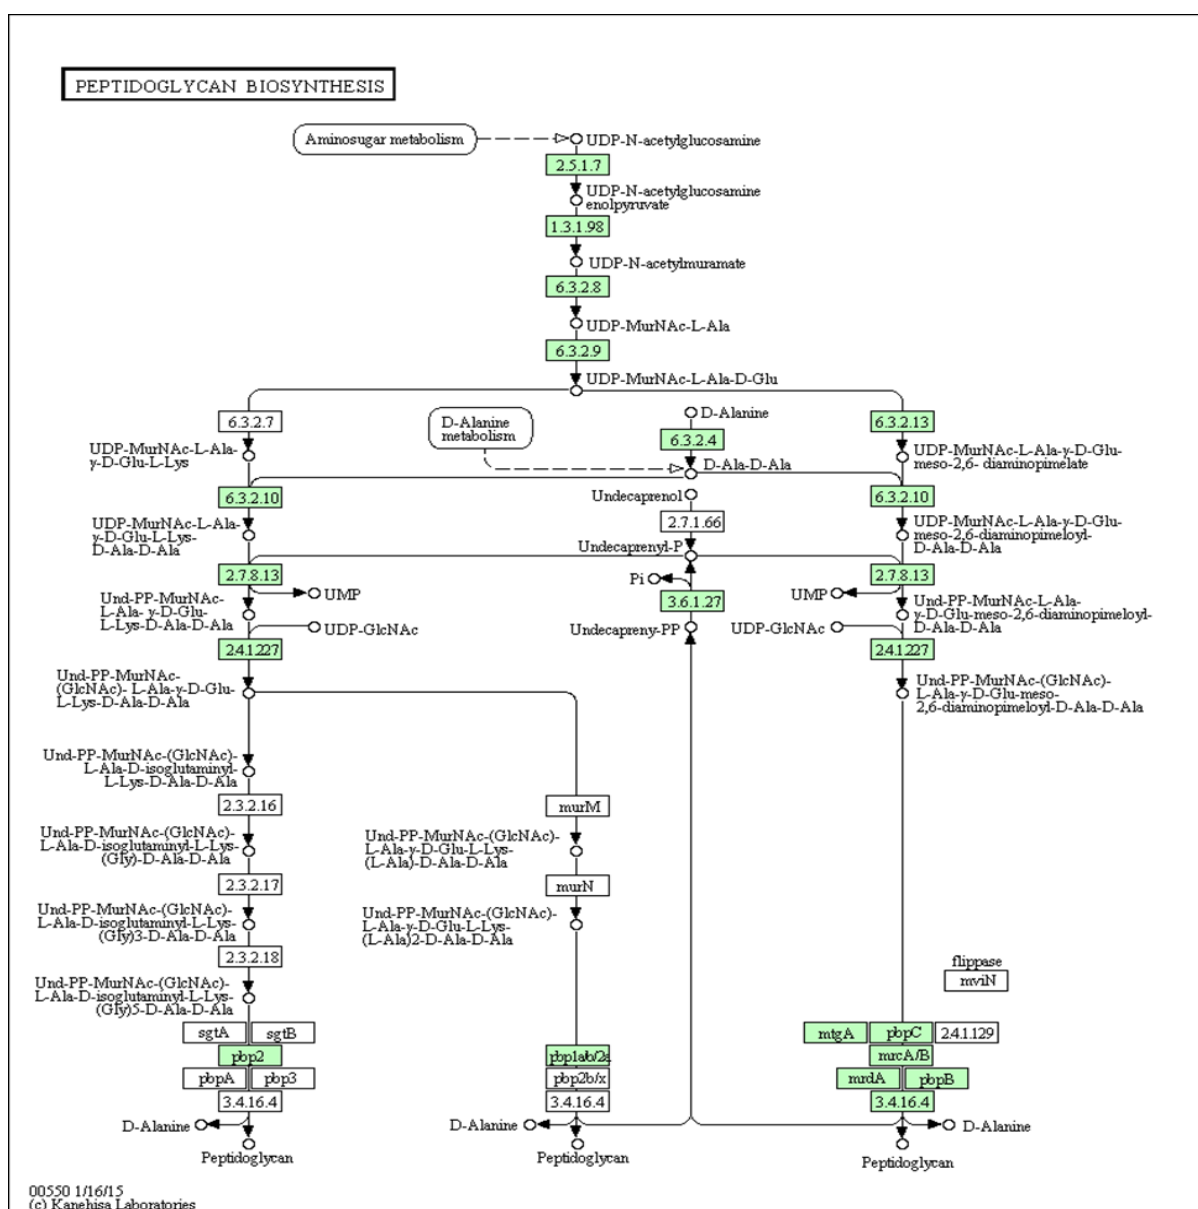 PEPTIDOGLYCAN BIOSYNTHESIS
Aminosugar metabolism
UDP-N-acetylglucosamine
2.5.1.7
UDP-N-acetylglucosamine
enolpyruvate
1.3.1.98
UDP-N-acetylmuramate
6.3.2.8
UDP-MurNAc-L-Ala
6.3.2.9
UDP-MurNAc-L-Ala-D-Glu
6.3.2.7
D-Alanine
metabolism
D-Alanine
6.3.2.13
6.3.2.4
UDP-MurNAc-L-Ala-
γ-D-Glu-L-Lys
D-Ala-D-Ala
UDP-MurNAc-L-Ala-γ-D-Glu-
meso-2,6- diaminopimelate
6.3.2.10
Undecaprenol
6.3.2.10
2.7.1.66
UDP-MurNAc-L-Ala-
γ-D-Glu-L-Lys-
D-Ala-D-Ala
Undecaprenyl-P
UDP-MurNAc-L-Ala-γ-D-Glu-
meso-2,6-diaminopimeloyl-
D-Ala-D-Ala
2.7.8.13
Pi
2.7.8.13
UMP
3.6.1.27
UMP
Und-PP-MurNAc-
L-Ala- γ-D-Glu-
L-Lys-D-Ala-D-Ala
UDP-GlcNAc
Undecapreny-PP
UDP-GlcNAc
Und-PP-MurNAc-L-Ala-
γ-D-Glu-meso-2,6-diaminopimeloyl-
D-Ala-D-Ala
2.4.1.227
2.4.1.227
Und-PP-MurNAc-
(GlcNAc)- L-Ala-γ-D-Glu-
L-Lys-D-Ala-D-Ala
Und-PP-MurNAc-(GlcNAc)-
L-Ala-γ-D-Glu-meso-
2,6-diaminopimeloyl-D-Ala-D-Ala
Und-PP-MurNAc-(GlcNAc)-
L-Ala-D-isoglutaminyl-
L-Lys-D-Ala-D-Ala
2.3.2.16
murM
Und-PP-MurNAc-(GlcNAc)-
L-Ala-D-isoglutaminyl-L-Lys-
(Gly)-D-Ala-D-Ala
Und-PP-MurNAc-(GlcNAc)-
L-Ala-γ-D-Glu-L-Lys-
(L-Ala)-D-Ala-D-Ala
2.3.2.17
murN
Und-PP-MurNAc-(GlcNAc)-
L-Ala-D-isoglutaminyl-L-Lys-
(Gly)3-D-Ala-D-Ala
Und-PP-MurNAc-(GlcNAc)-
L-Ala-γ-D-Glu-L-Lys-
(L-Ala)2-D-Ala-D-Ala
2.3.2.18
Und-PP-MurNAc-(GlcNAc)-
L-Ala-D-isoglutaminyl-L-Lys-
(Gly)5-D-Ala-D-Ala
flippase
mviN
sgtA sgtB
mtgA pbpC 2.4.1.129
pbp2
pbp1ab/2a
mrcA/B
pbpA pbp3
pbp2b/x
mrdA pbpB
3.4.16.4
3.4.16.4
3.4.16.4
D-Alanine
D-Alanine
D-Alanine
Peptidoglycan
Peptidoglycan
Peptidoglycan
00550 1/16/15
(c) Kanehisa Laboratories